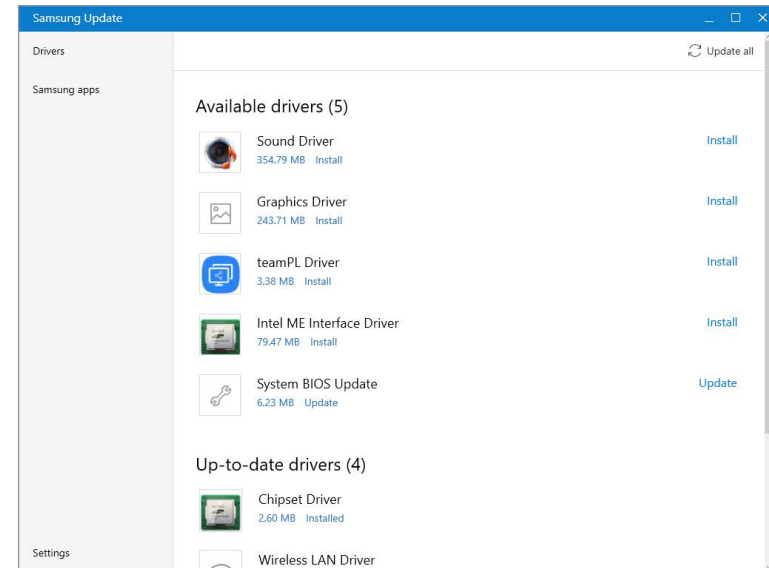 Samsung Update
Drivers
Update all
Samsung apps
Available drivers (5)
Sound Driver
Install
354.79 MB Install
Graphics Driver
Install
243.71 MB Install
teamPL Driver
Install
3.38 MB Install
Intel ME Interface Driver
Install
79.47 MB Install
System BIOS Update
Update
6.23 MB Update
Up-to-date drivers (4)
Chipset Driver
2.60 MB Installed
Settings
Wireless LAN Driver